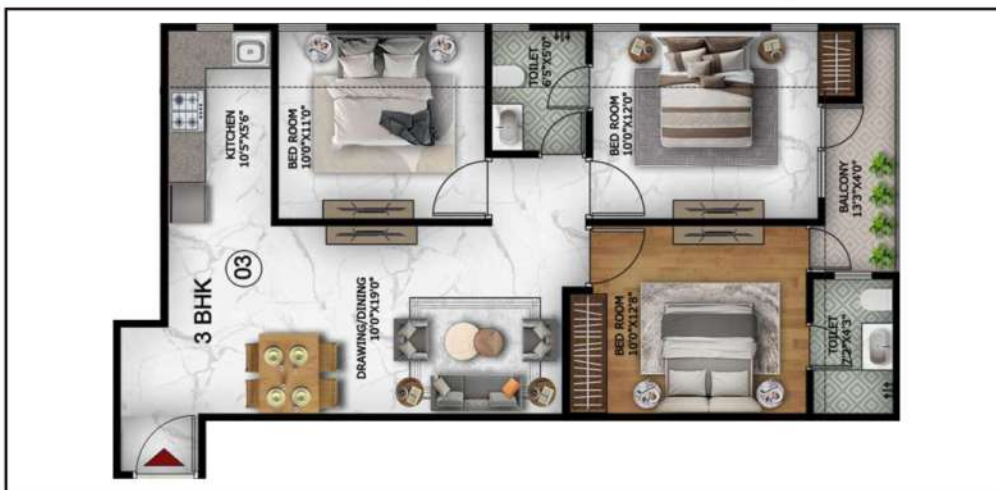 KITCHEN
10'5"X5'6"
BED ROOM
10'0"X11'0"
TOILET
6'5"X5'0"
BED ROOM
10'0"X12'0"
BALCONY
13'3"X4'0"
3 BHK
03
DRAWING/DINING
10'0"X19'0"
BED ROOM
10'0"X12'8"
TOILET
7'2"X4'3"